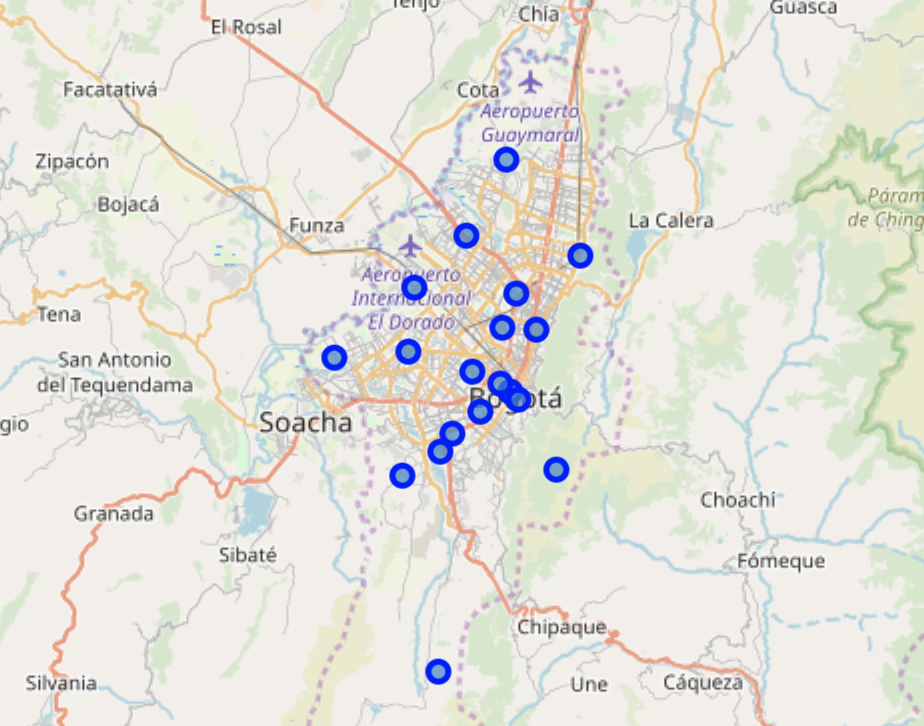 Tenjo
Chía
Guasca
El Rosal
Facatativá
Cota
Aeropuerto
Guaymaral
Zipacón
Bojacá
Páram
de Ching
Funza
La Calera
Aeropuerto
Internacional
El Dorado
Tena
San Antonio
del Tequendama
Bogotá
gio
Soacha
Choachí
Granada
Sibaté
Fómeque
Chipaque
Silvania
Une
Cáqueza